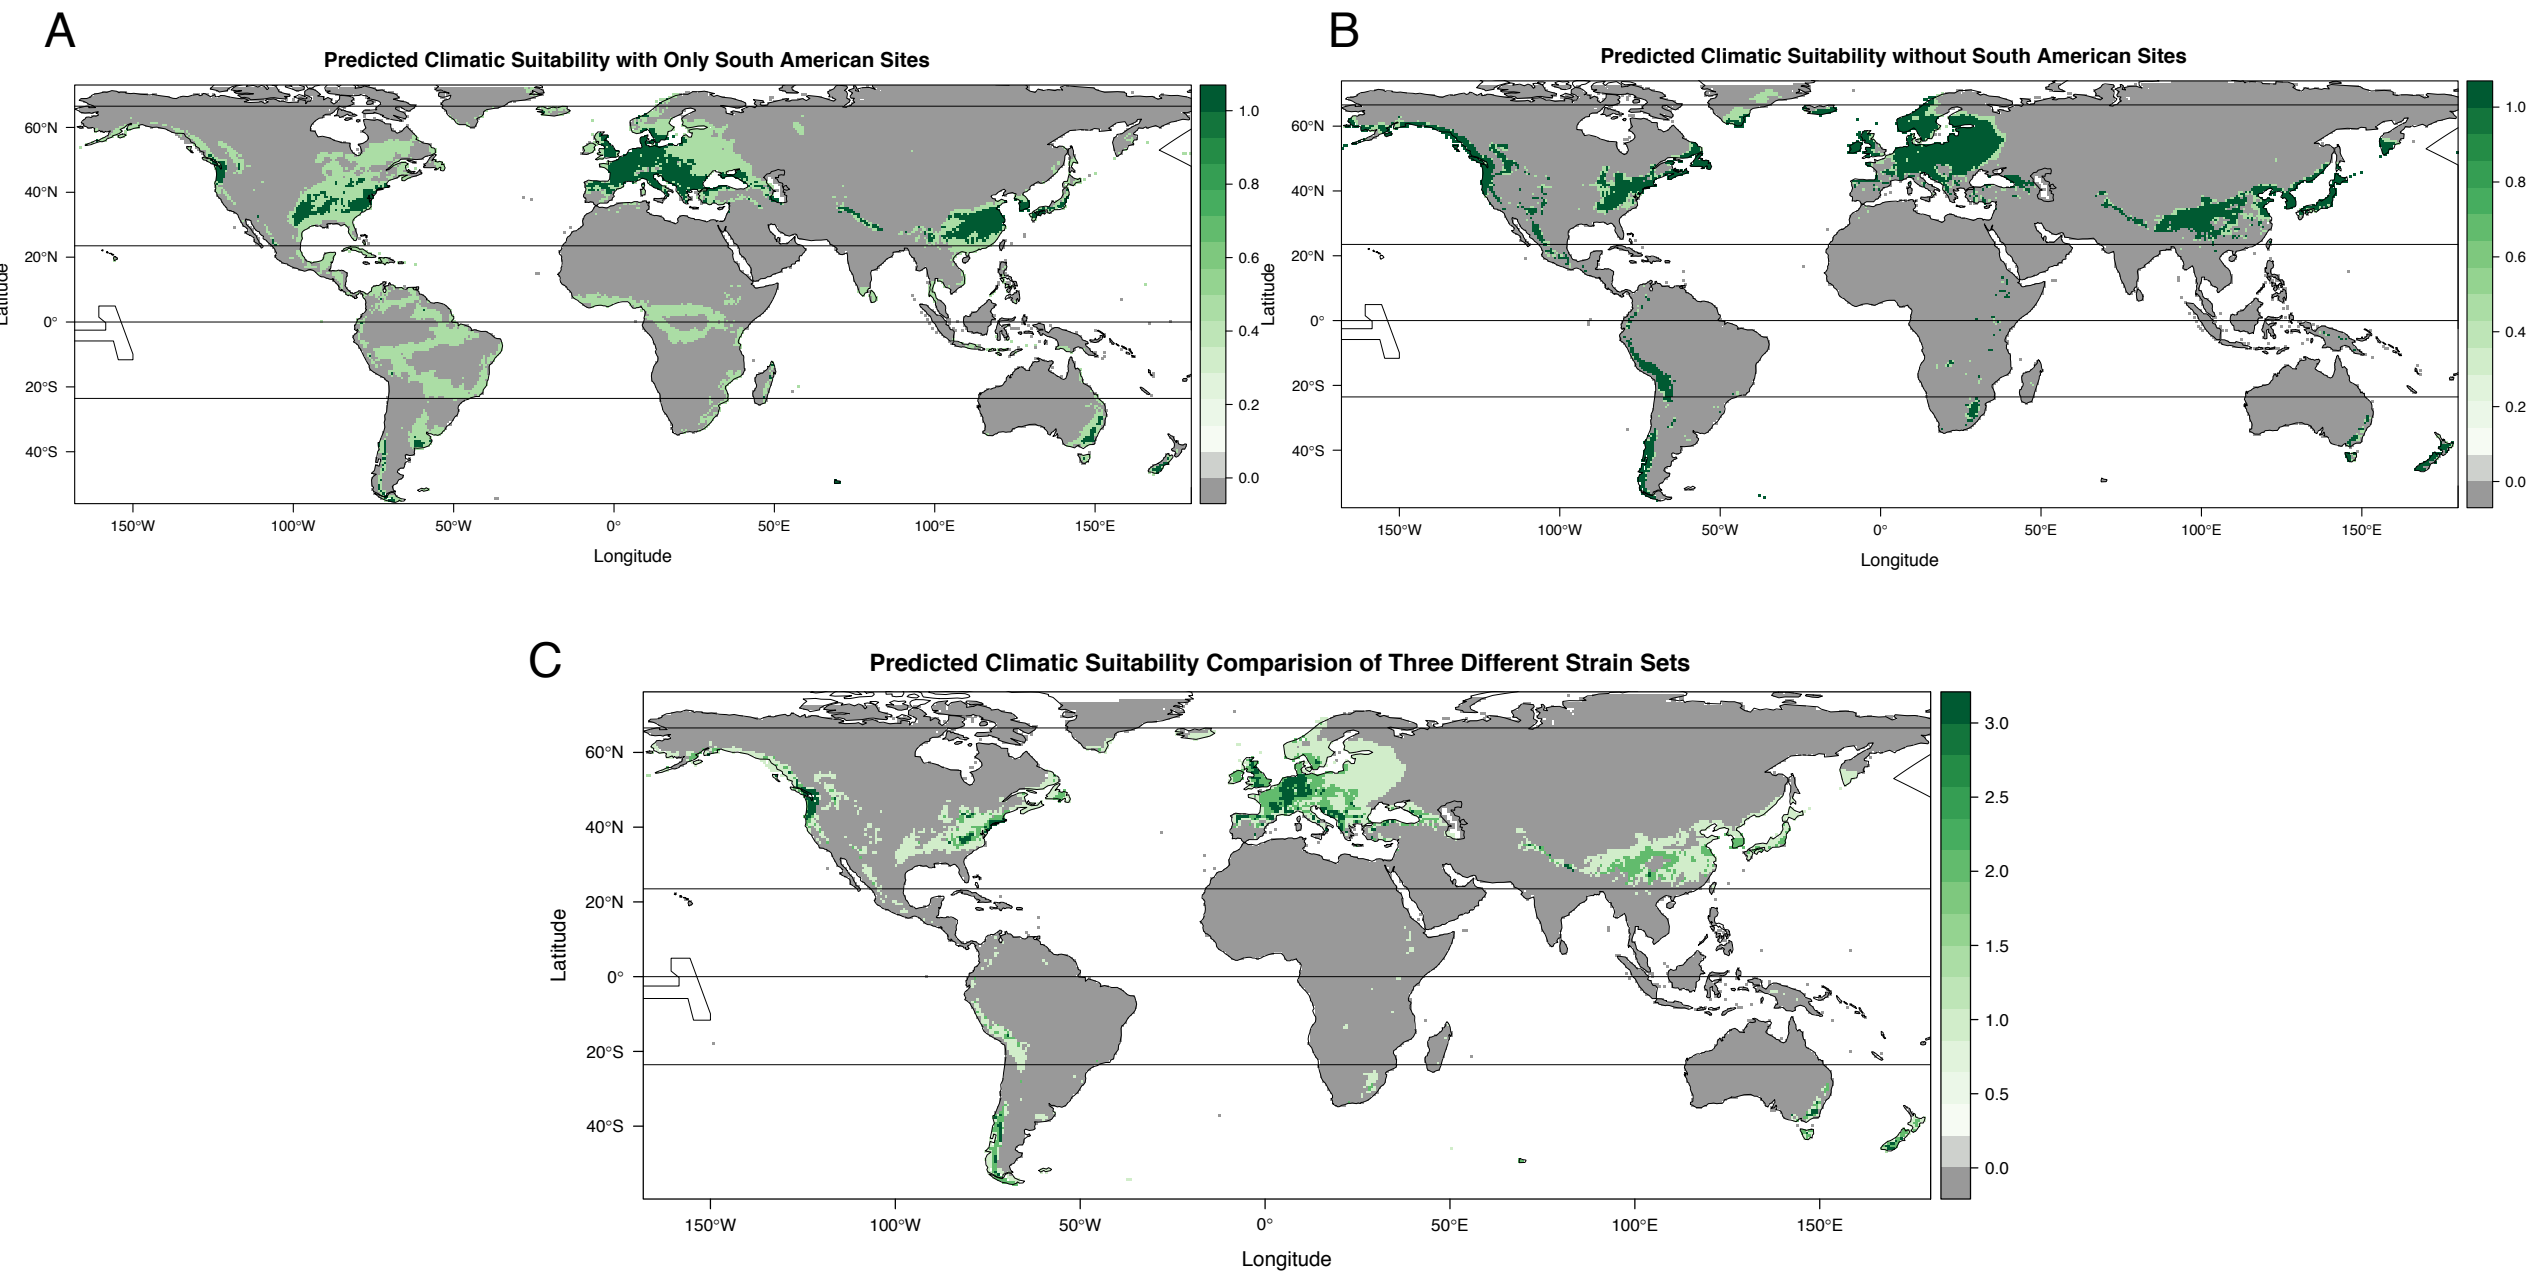 A
Predicted Climatic Suitability with Only South American Sites
60°N
40°N
20°N
0°
20°S
40°S
Latitude
150°W 100°W 50°W 0° 50°E 100°E 150°E
Longitude
1.0
0.8
0.6
0.4
0.2
0.0
B
Predicted Climatic Suitability without South American Sites
60°N
40°N
20°N
0°
20°S
40°S
Latitude
150°W 100°W 50°W 0° 50°E 100°E 150°E
Longitude
1.0
0.8
0.6
0.4
0.2
0.0
C
Predicted Climatic Suitability Comparision of Three Different Strain Sets
60°N
40°N
20°N
0°
20°S
40°S
Latitude
150°W 100°W 50°W 0° 50°E 100°E 150°E
Longitude
3.0
2.5
2.0
1.5
1.0
0.5
0.0